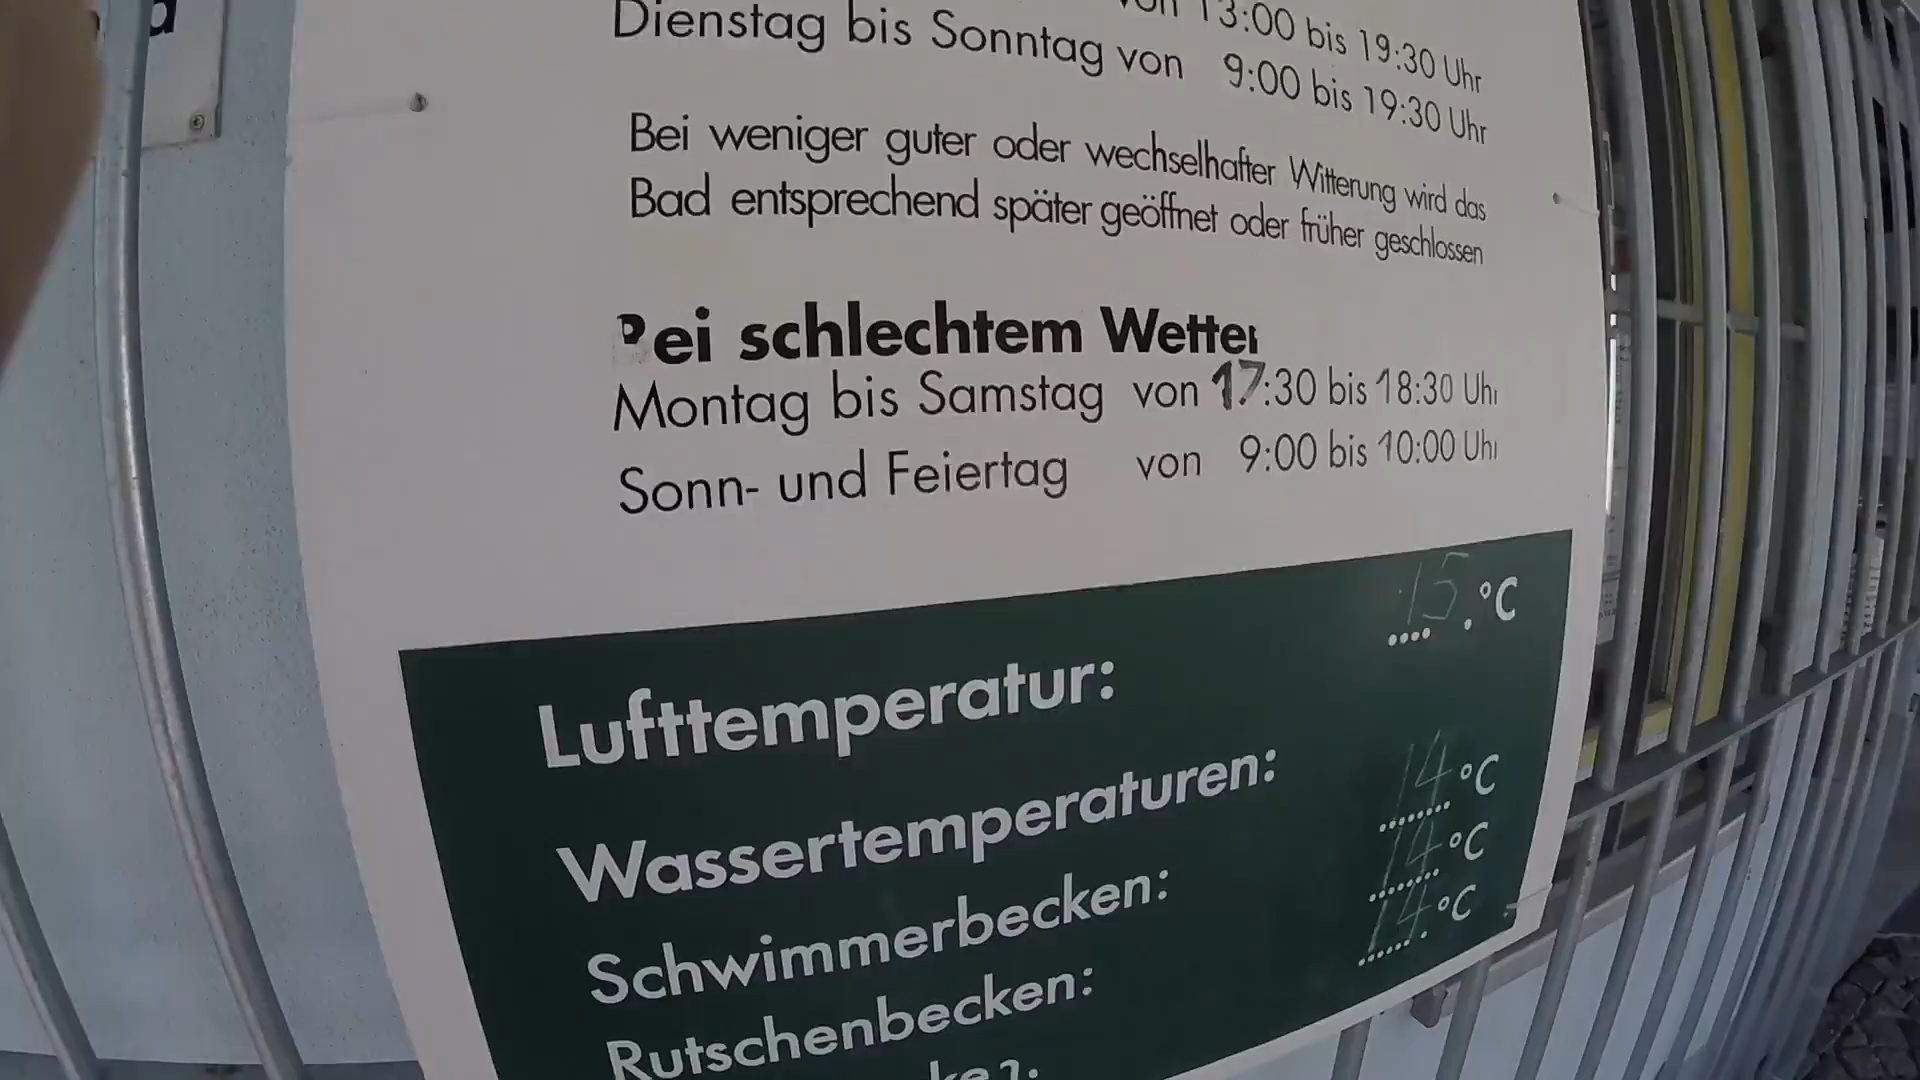 von 13:00 bis 19:30 Uhr
Dienstag bis Sonntag von 9:00 bis 19:30 Uhr
Bei weniger guter oder wechselhafter Witterung wird das
Bad entsprechend später geöffnet oder früher geschlossen
Bei schlechtem Wetter
Montag bis Samstag von 17:30 bis 18:30 Uhr
Sonn- und Feiertag von 9:00 bis 10:00 Uhr
Lufttemperatur: 15 °C
Wassertemperaturen:
Schwimmerbecken: 14 °C
Rutschenbecken: 14 °C
14 °C